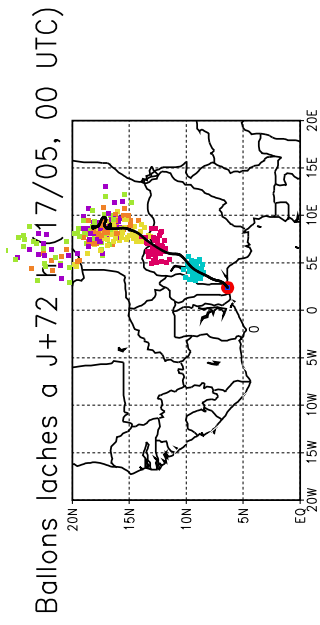 Ballons laches a J+72 (17/05, 00 UTC)
20N
15N
10N
5N
EQ
20W
15W
10W
5W
0
5E
10E
15E
20E
0